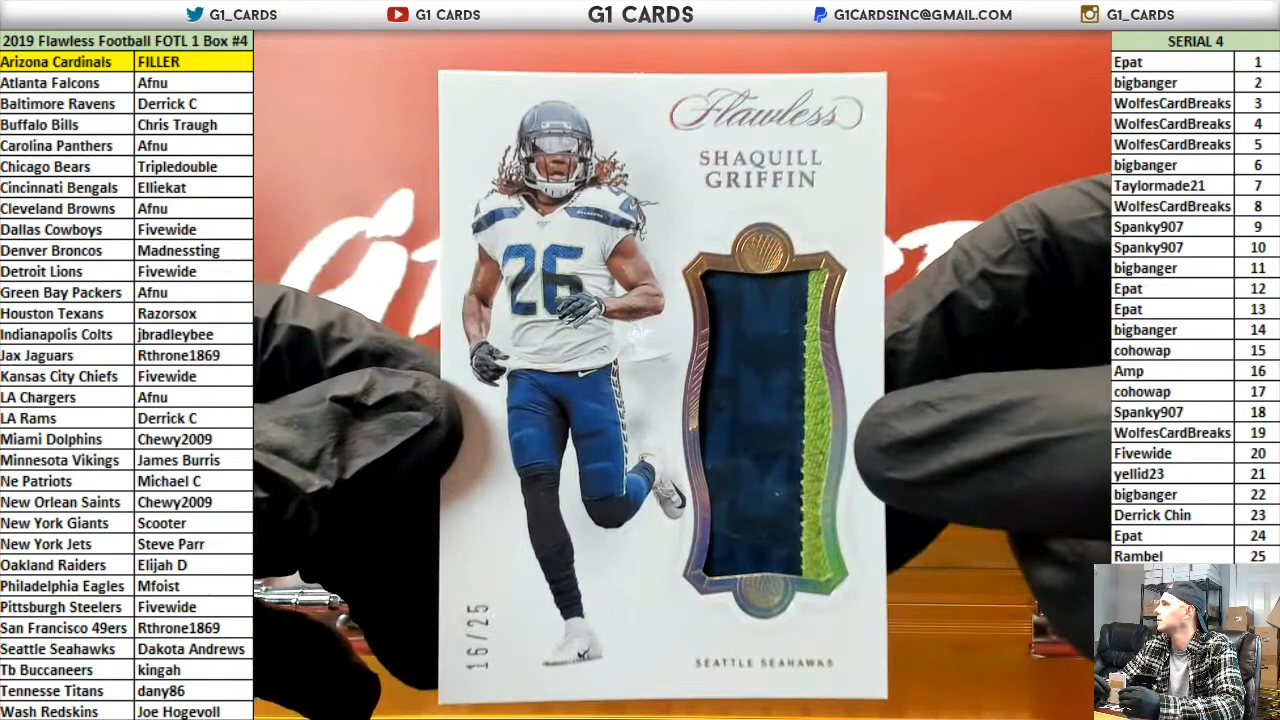 G1_CARDS
G1 CARDS
G1 CARDS
G1CARDSINC@GMAIL.COM
G1_CARDS
2019 Flawless Football FOTL 1 Box #4
Arizona Cardinals FILLER
Atlanta Falcons Afnu
Baltimore Ravens Derrick C
Buffalo Bills Chris Traugh
Carolina Panthers Afnu
Chicago Bears Tripledouble
Cincinnati Bengals Elliekat
Cleveland Browns Afnu
Dallas Cowboys Fivewide
Denver Broncos Madnessting
Detroit Lions Fivewide
Green Bay Packers Afnu
Houston Texans Razorsox
Indianapolis Colts jbradleybee
Jax Jaguars Rthrone1869
Kansas City Chiefs Fivewide
LA Chargers Afnu
LA Rams Derrick C
Miami Dolphins Chewy2009
Minnesota Vikings James Burris
Ne Patriots Michael C
New Orlean Saints Chewy2009
New York Giants Scooter
New York Jets Steve Parr
Oakland Raiders Elijah D
Philadelphia Eagles Mfoist
Pittsburgh Steelers Fivewide
San Francisco 49ers Rthrone1869
Seattle Seahawks Dakota Andrews
Tb Buccaneers kingah
Tennesse Titans dany86
Wash Redskins Joe Hogevoll
Flawless
SHAQUILL
GRIFFIN
26
16/25
SEATTLE SEAHAWKS
SERIAL 4
Epat 1
bigbanger 2
WolfesCardBreaks 3
WolfesCardBreaks 4
WolfesCardBreaks 5
bigbanger 6
Taylormade21 7
WolfesCardBreaks 8
Spanky907 9
Spanky907 10
bigbanger 11
Epat 12
Epat 13
bigbanger 14
cohowap 15
Amp 16
cohowap 17
Spanky907 18
WolfesCardBreaks 19
Fivewide 20
yellid23 21
bigbanger 22
Derrick Chin 23
Epat 24
Rambel 25